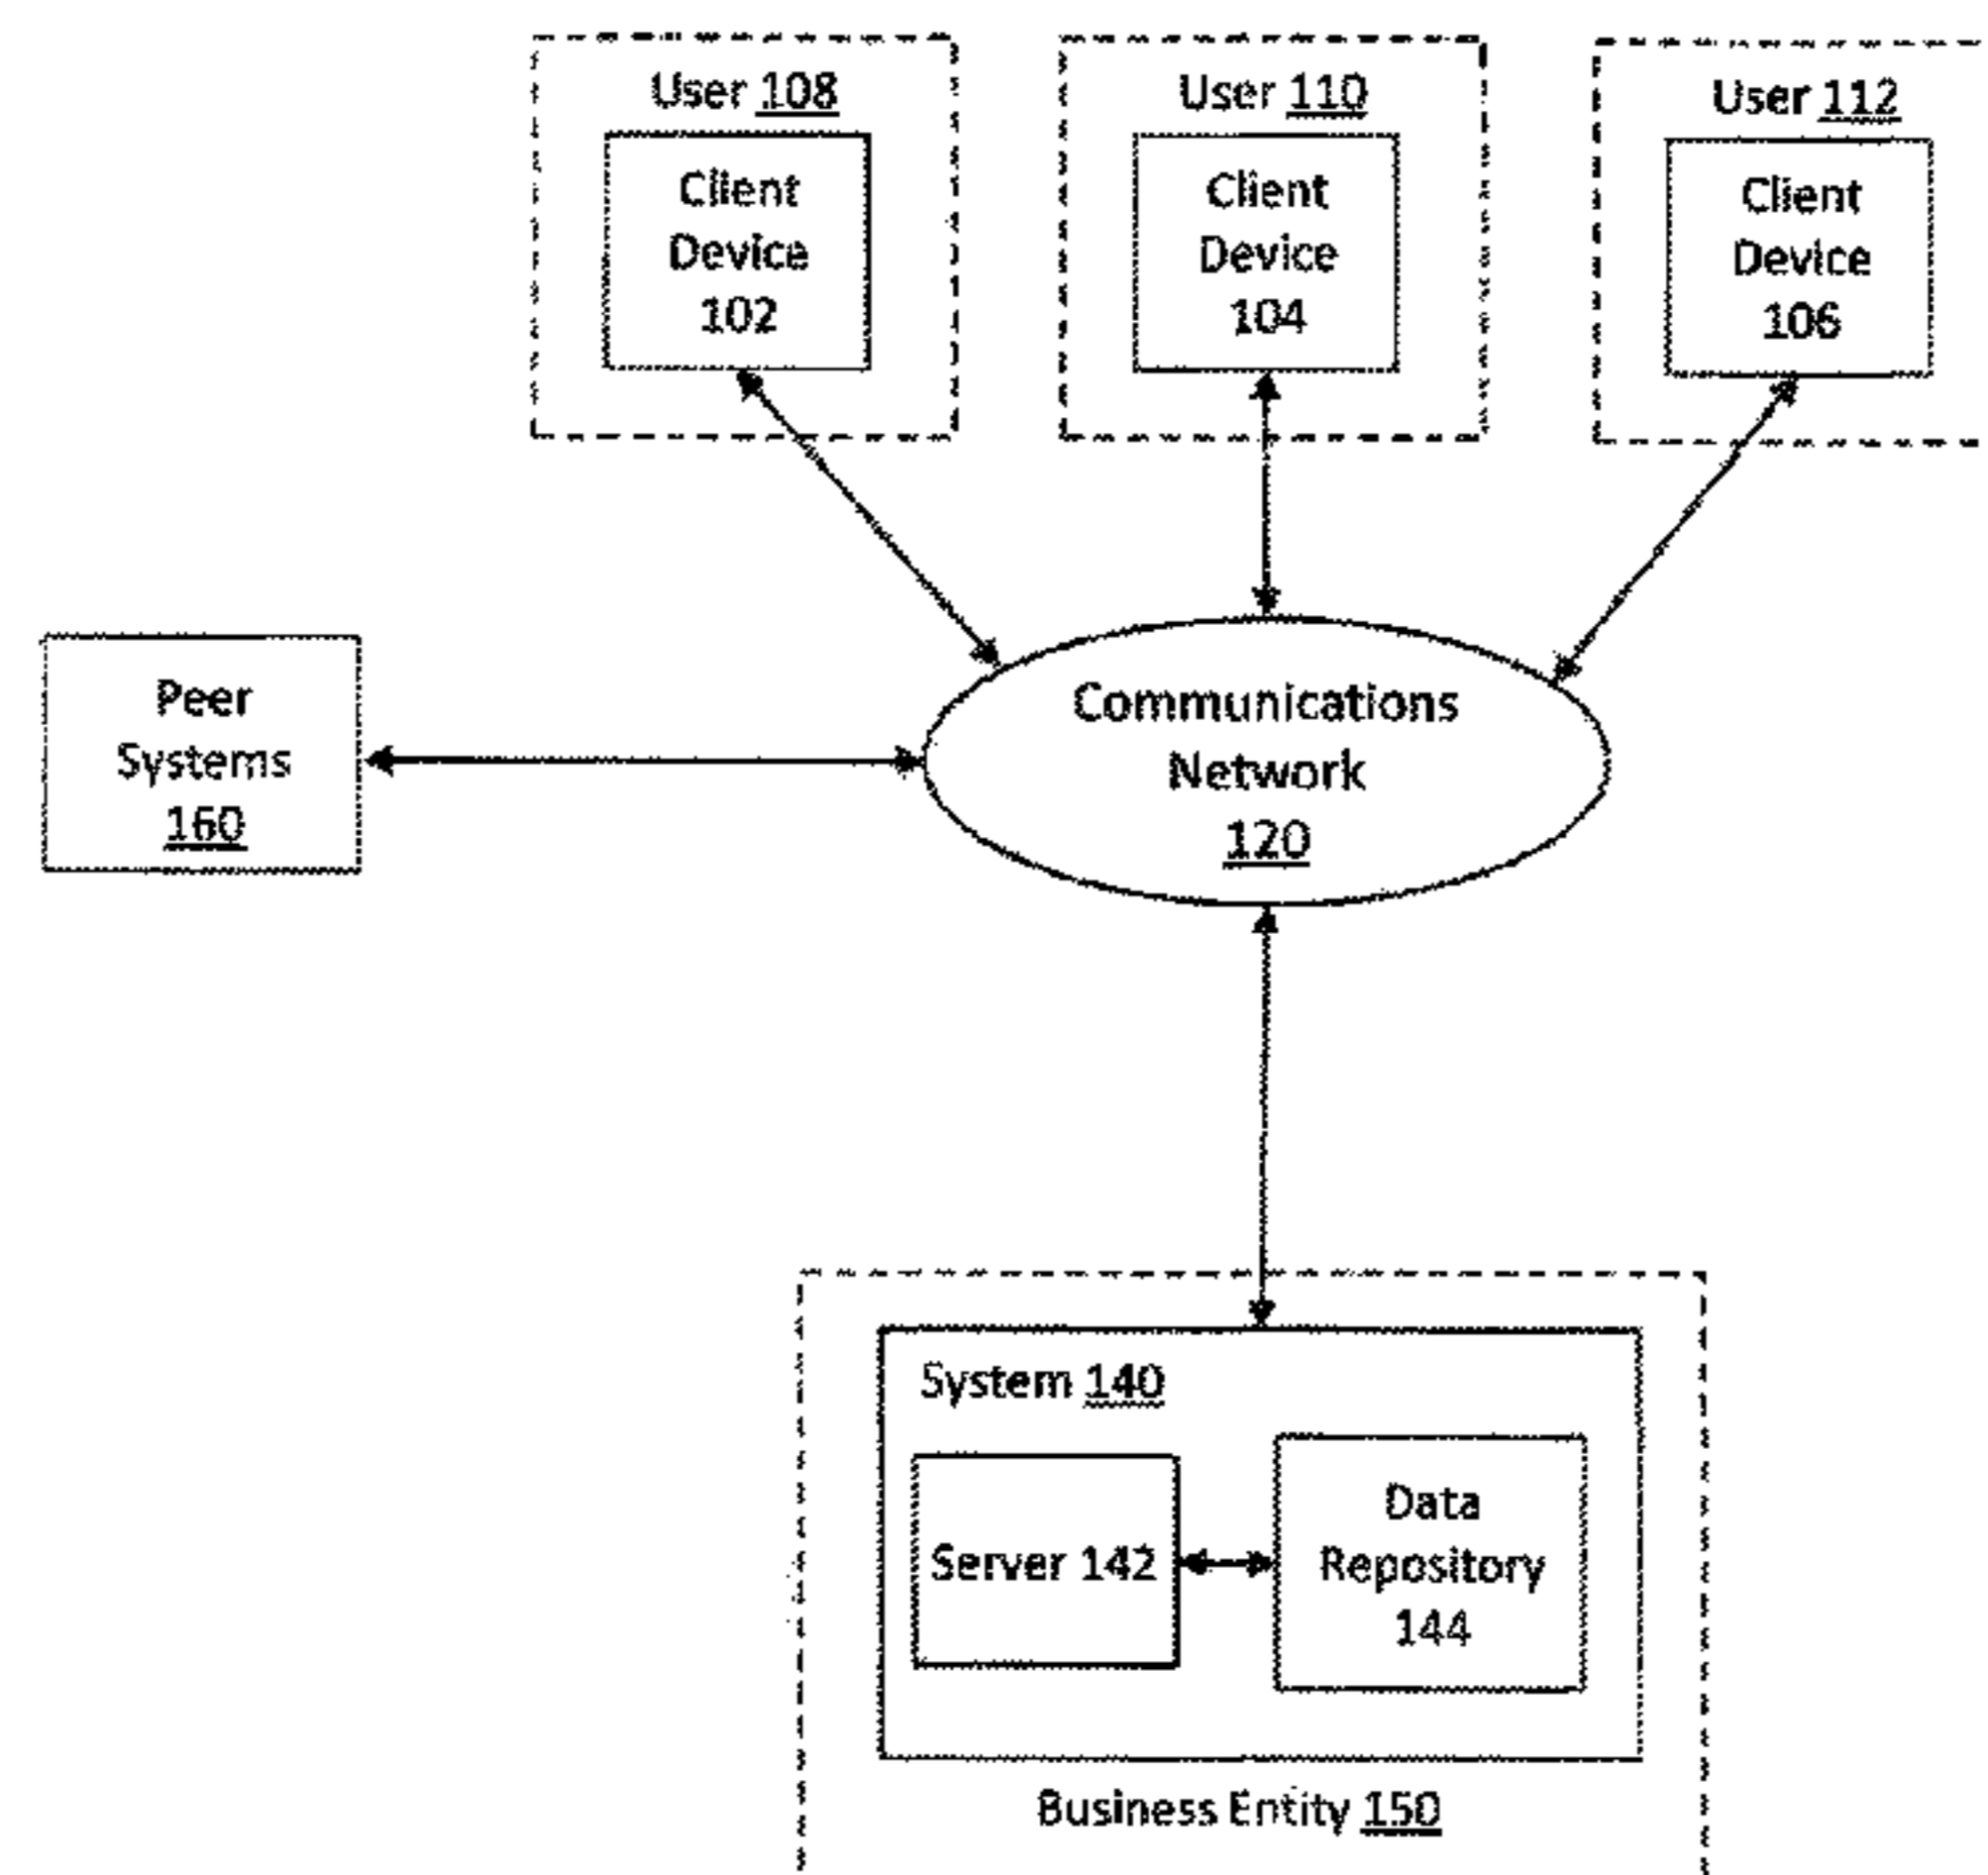 User 108
Client
Device
102
User 110
Client
Device
104
User 112
Client
Device
106
Peer
Systems
160
Communications
Network
120
System 140
Server 142
Data
Repository
144
Business Entity 150